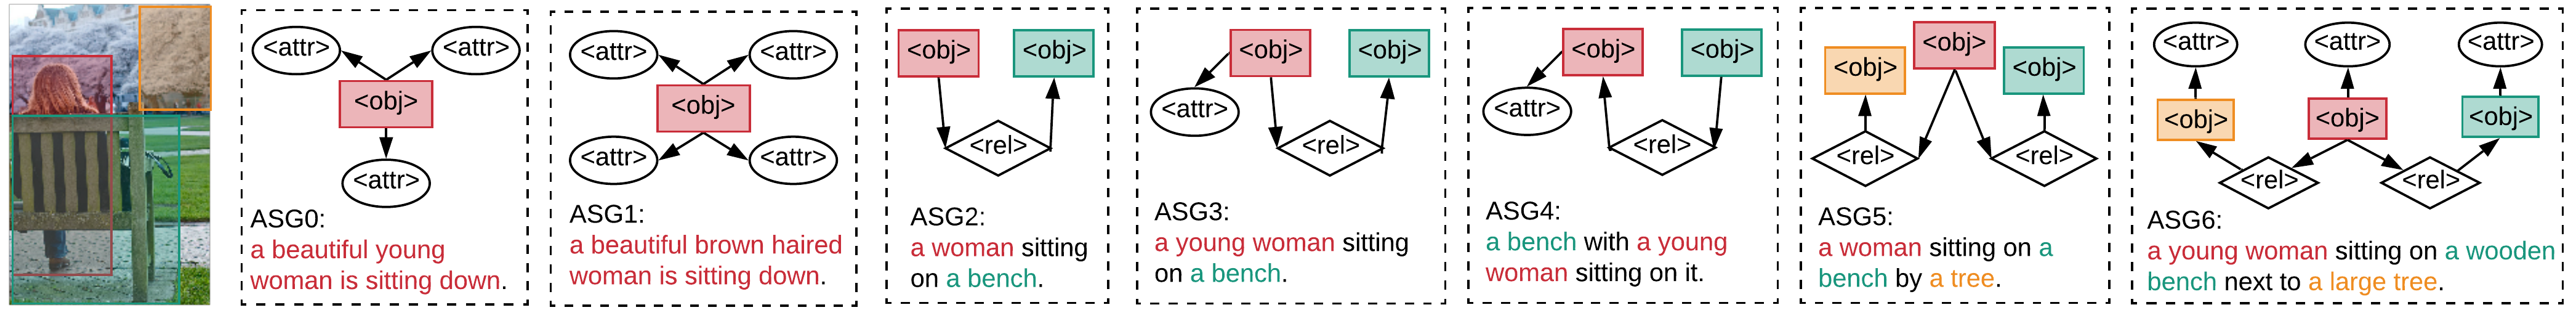 <attr> <attr>
<obj>
<attr>
ASG0:
a beautiful young
woman is sitting down.
<attr> <attr>
<obj>
<attr> <attr>
ASG1:
a beautiful brown haired
woman is sitting down.
<obj> <obj>
<rel>
ASG2:
a woman sitting
on a bench.
<obj> <obj>
<attr>
<rel>
ASG3:
a young woman sitting
on a bench.
<obj> <obj>
<attr>
<rel>
ASG4:
a bench with a young
woman sitting on it.
<obj>
<obj> <obj>
<rel> <rel>
ASG5:
a woman sitting on a
bench by a tree.
<attr> <attr> <attr>
<obj> <obj> <obj>
<rel> <rel>
ASG6:
a young woman sitting on a wooden
bench next to a large tree.